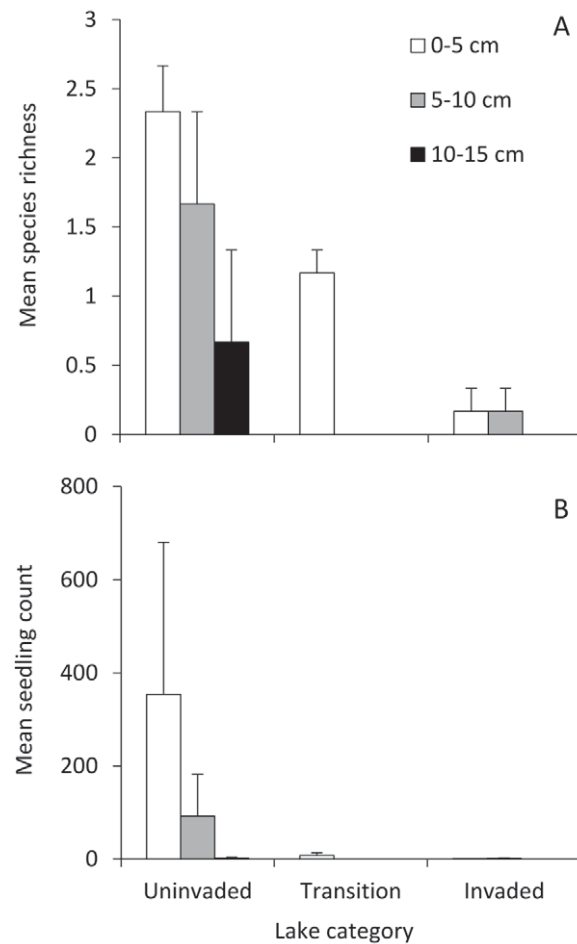 A
3
2.5
2
1.5
1
0.5
0
Mean species richness
0-5 cm
5-10 cm
10-15 cm
B
800
600
400
200
0
Mean seedling count
Uninvaded Transition Invaded
Lake category